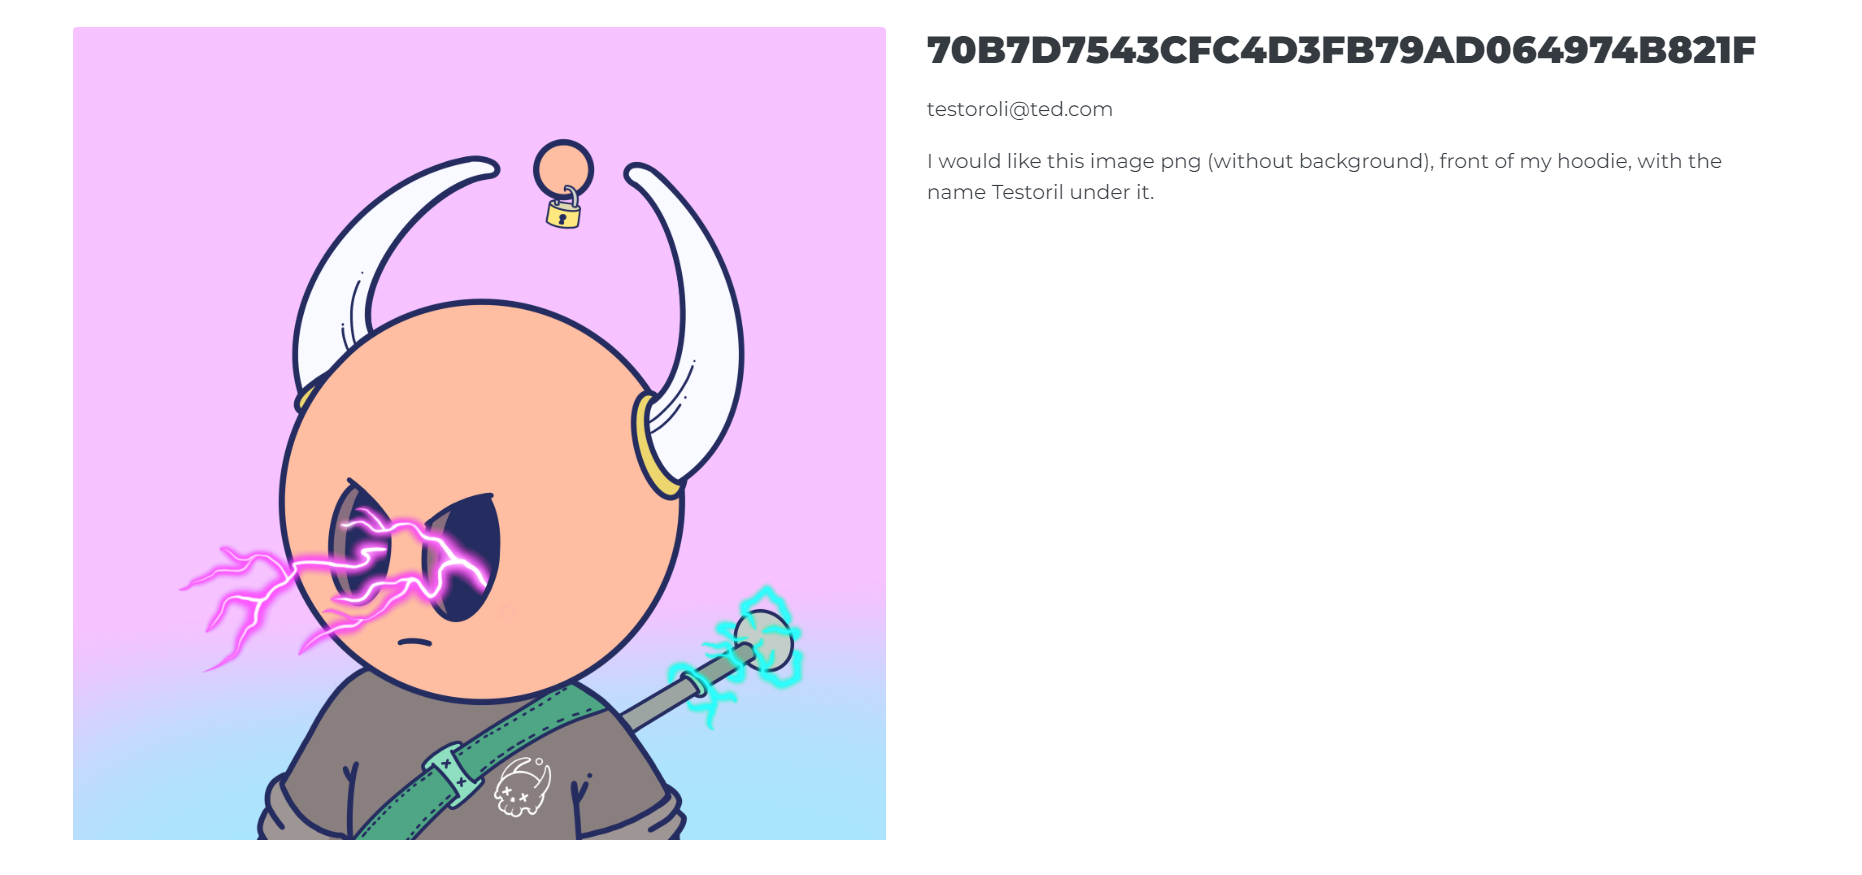 70B7D7543CFC4D3FB79AD064974B821F
testoroli@ted.com
I would like this image png (without background), front of my hoodie, with the
name Testoril under it.